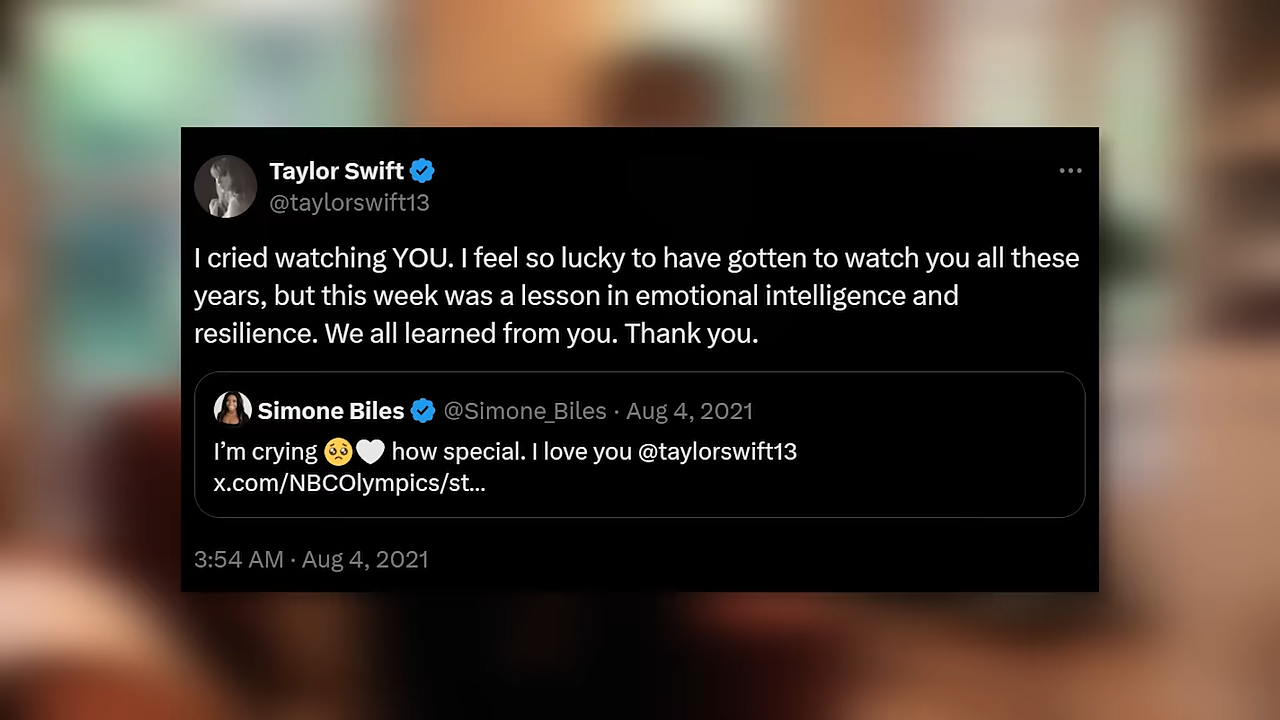 Taylor Swift
@taylorswift13
I cried watching YOU. I feel so lucky to have gotten to watch you all these
years, but this week was a lesson in emotional intelligence and
resilience. We all learned from you. Thank you.
Simone Biles @Simone_Biles · Aug 4, 2021
I’m crying 🥺🤍 how special. I love you @taylorswift13
x.com/NBCOlympics/st...
3:54 AM · Aug 4, 2021